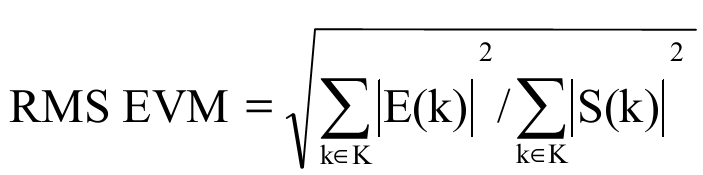 RMS EVM = √ ∑k∈K |E(k)|² / ∑k∈K |S(k)|²